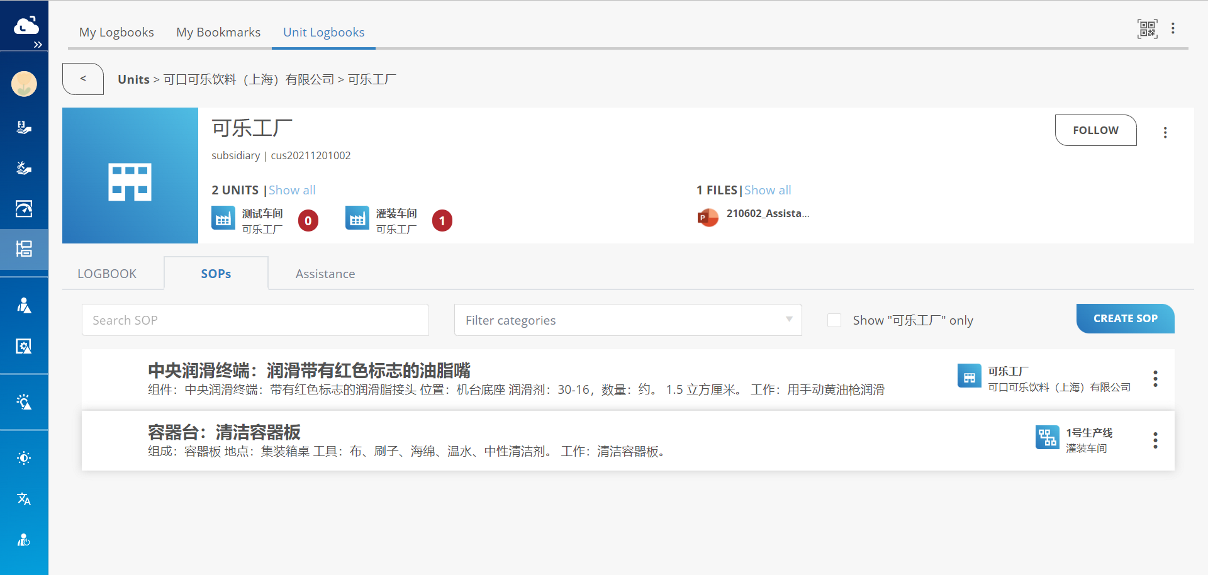 My Logbooks My Bookmarks Unit Logbooks
»
< Units > 可口可乐饮料（上海）有限公司 > 可乐工厂
可乐工厂
FOLLOW
subsidiary | cus20211201002
2 UNITS |Show all
1 FILES|Show all
测试车间
可乐工厂
0
灌装车间
可乐工厂
1
210602_Assista...
LOGBOOK SOPs Assistance
Search SOP
Filter categories
Show "可乐工厂" only
CREATE SOP
中央润滑终端：润滑带有红色标志的油脂嘴
组件：中央润滑终端：带有红色标志的润滑脂接头 位置：机台底座 润滑剂：30-16，数量：约。 1.5 立方厘米。 工作：用手动黄油枪润滑
可乐工厂
可口可乐饮料（上海）有限公司
容器台：清洁容器板
组成：容器板 地点：集装箱桌 工具：布、刷子、海绵、温水、中性清洁剂。 工作：清洁容器板。
1号生产线
灌装车间